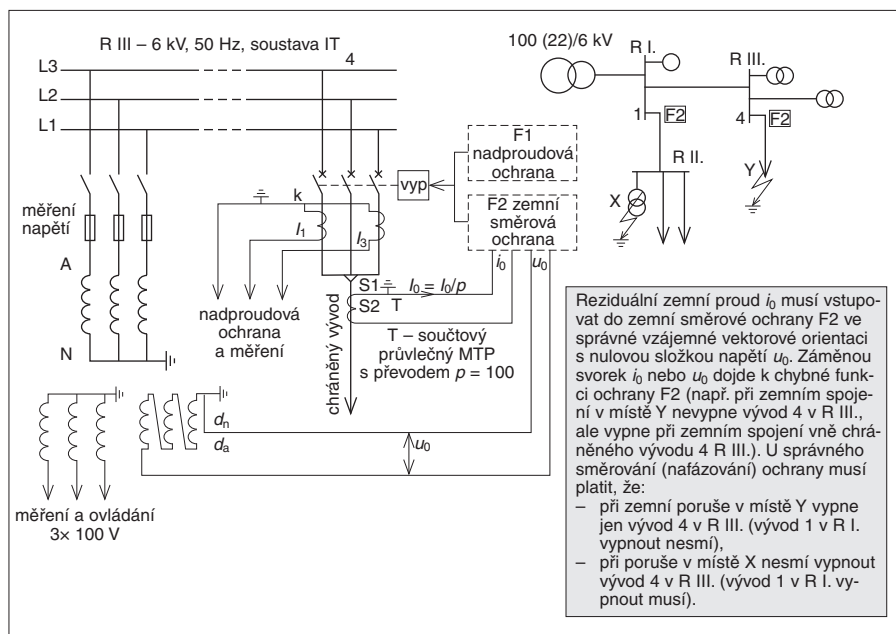 R III – 6 kV, 50 Hz, soustava IT
L3
4
L2
L1
100 (22)/6 kV
R I.
R III.
1
F2
4
F2
R II.
X
Y
měření
napětí
A
N
k
I1
I3
nadproudová
ochrana
a měření
vyp
F1
nadproudová
ochrana
F2 zemní
směrová
ochrana
i0
u0
S1
I0 = I0/p
S2
T
chráněný vývod
T – součtový
průvlečný MTP
s převodem p = 100
dn
da
u0
měření a ovládání
3× 100 V
Reziduální zemní proud i0 musí vstupo-
vat do zemní směrové ochrany F2 ve
správné vzájemné vektorové orientaci
s nulovou složkou napětí u0. Záměnou
svorek i0 nebo u0 dojde k chybné funk-
ci ochrany F2 (např. při zemním spoje-
ní v místě Y nevypne vývod 4 v R III.,
ale vypne při zemním spojení vně chrá-
něného vývodu 4 R III.). U správného
směrování (nafázování) ochrany musí
platit, že:
– při zemní poruše v místě Y vypne
jen vývod 4 v R III. (vývod 1 v R I.
vypnout nesmí),
– při poruše v místě X nesmí vypnout
vývod 4 v R III. (vývod 1 v R I. vy-
pnout musí).